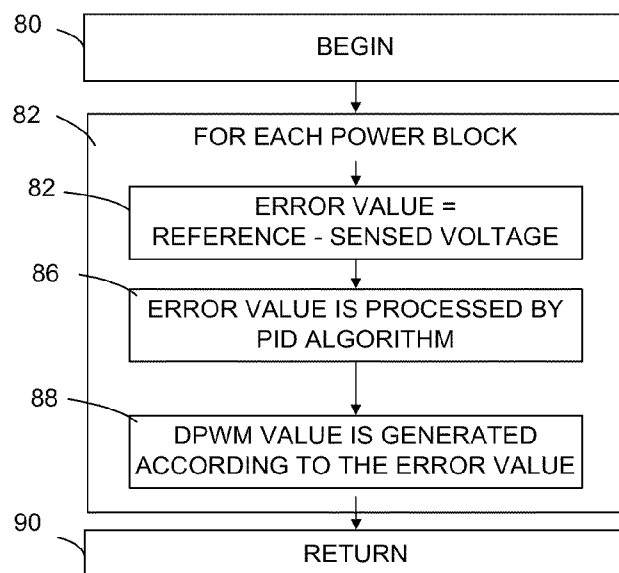 80
BEGIN
82
FOR EACH POWER BLOCK
82
ERROR VALUE =
REFERENCE - SENSED VOLTAGE
86
ERROR VALUE IS PROCESSED BY
PID ALGORITHM
88
DPWM VALUE IS GENERATED
ACCORDING TO THE ERROR VALUE
90
RETURN